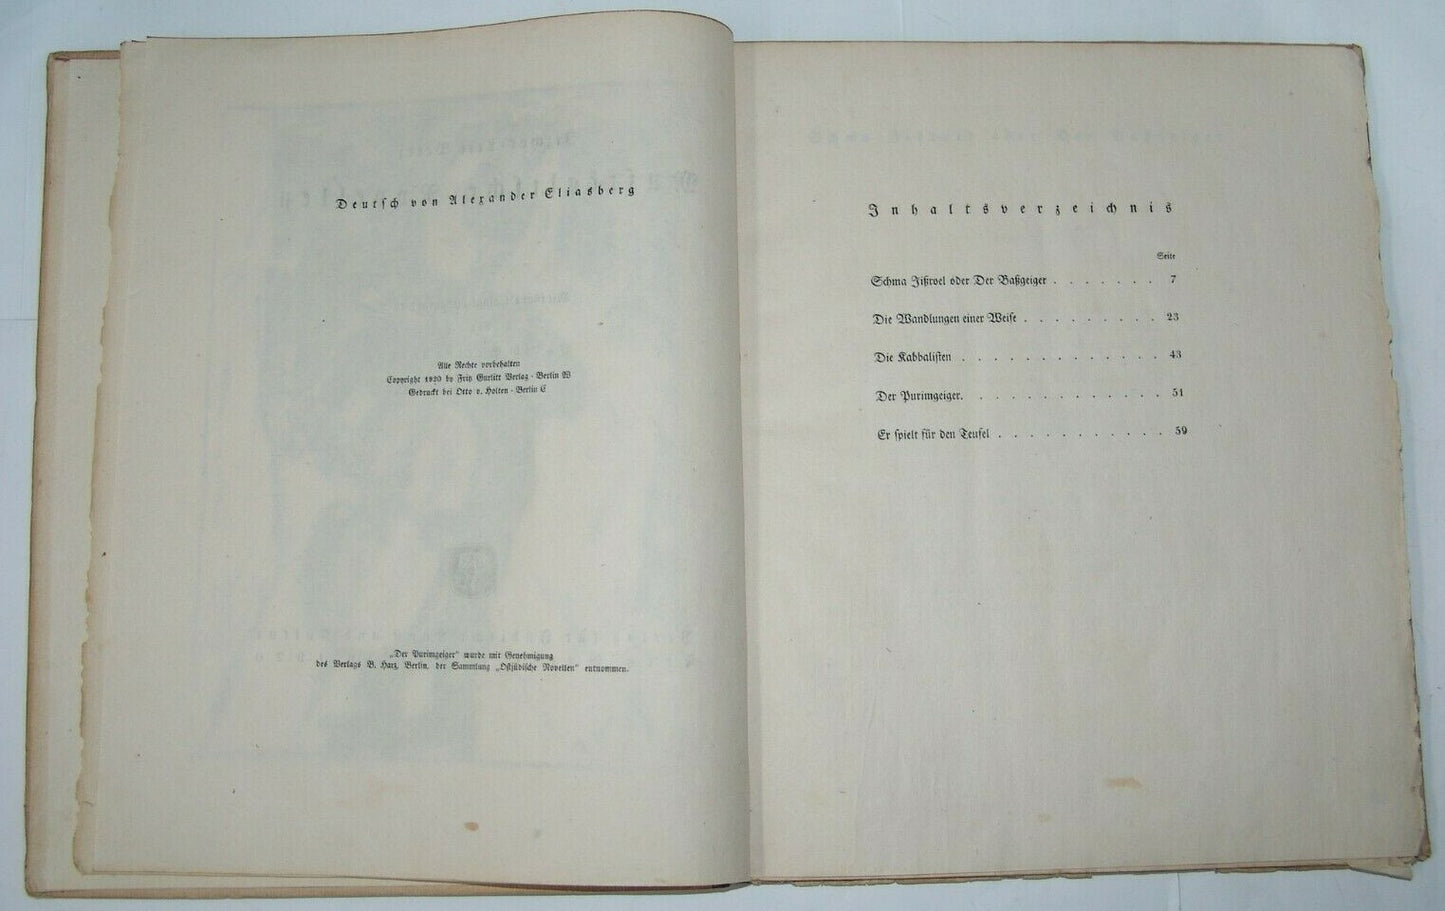 Deutsch von Alexander Eliasberg
Alle Rechte vorbehalten
Copyright 1920 by Fritz Gurlitt Verlag · Berlin W
Gedruckt bei Otto v. Holten · Berlin C
„Der Purimgeiger“ wurde mit Genehmigung
des Verlags B. Harz, Berlin, der Sammlung „Ostjüdische Novellen“ entnommen.
Inhaltsverzeichnis
Seite
Schma Jißroel oder Der Baßgeiger . . . . . . . 7
Die Wandlungen einer Weise . . . . . . . . . 23
Die Kabbalisten . . . . . . . . . . . . 43
Der Purimgeiger. . . . . . . . . . . . . 51
Er spielt für den Teufel . . . . . . . . . . . 59